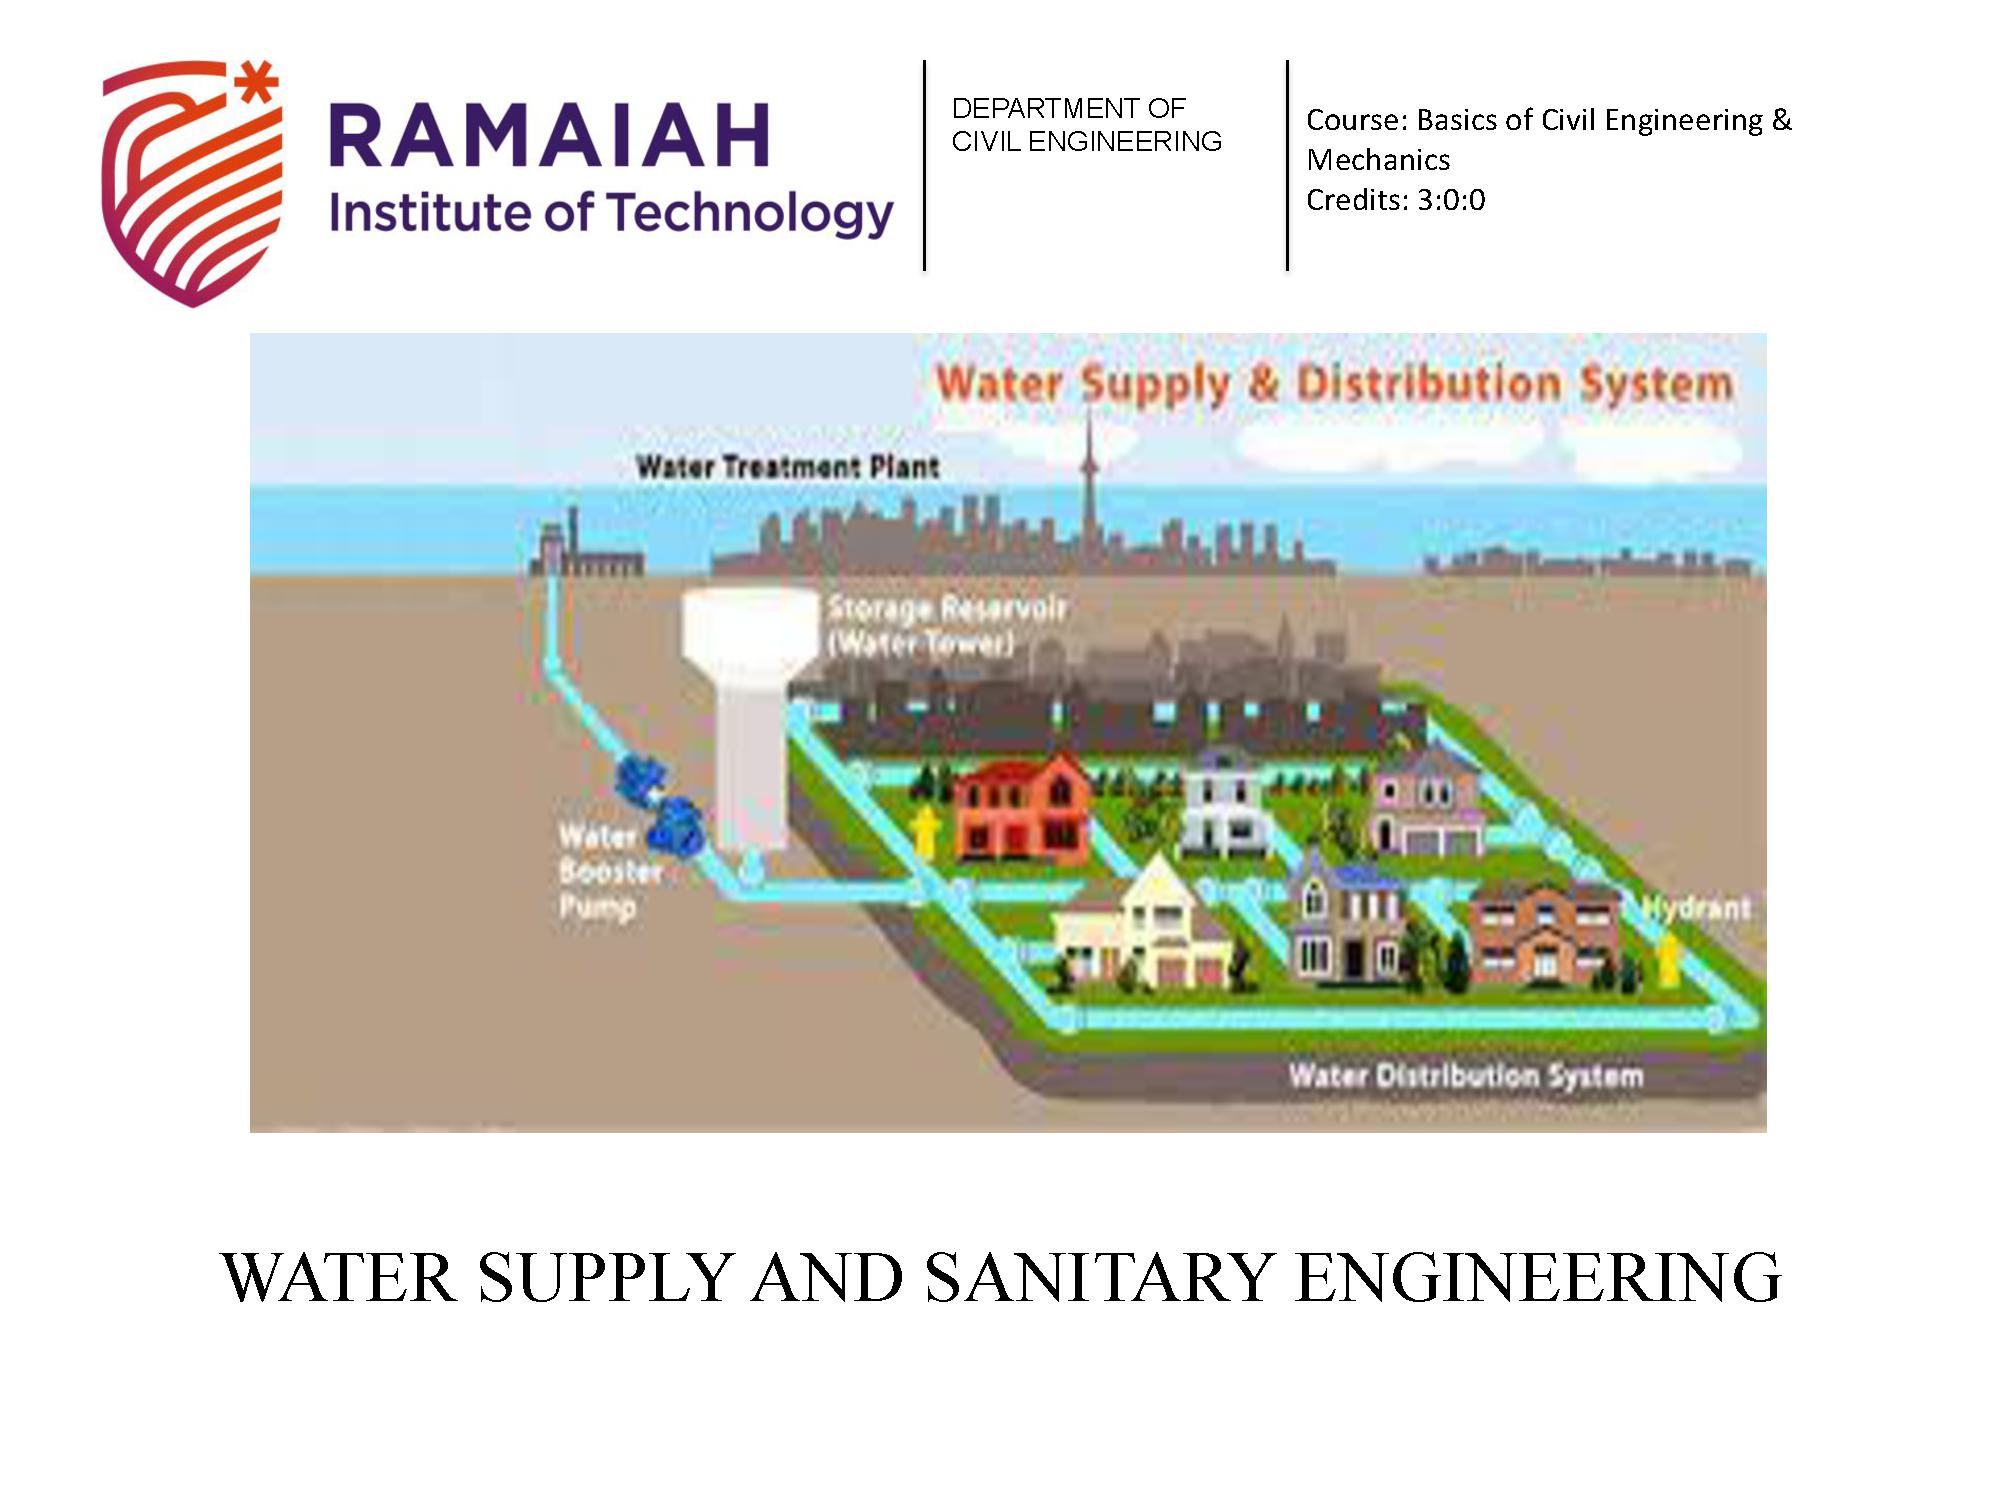 RAMAIAH
Institute of Technology
DEPARTMENT OF
CIVIL ENGINEERING
Course: Basics of Civil Engineering &
Mechanics
Credits: 3:0:0
Water Supply & Distribution System
Water Treatment Plant
Storage Reservoir
(Water Tower)
Water
Booster
Pump
Hydrant
Water Distribution System
WATER SUPPLY AND SANITARY ENGINEERING